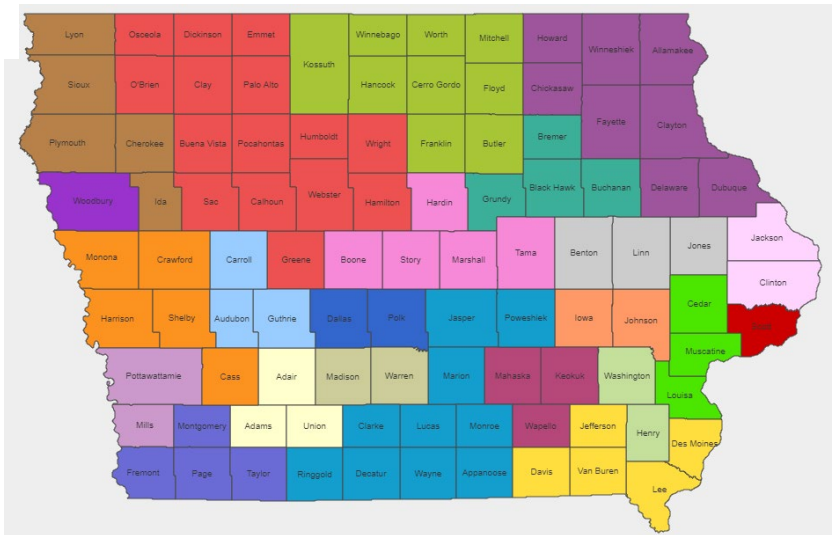 Lyon Osceola Dickinson Emmet Kossuth Winnebago Worth Mitchell Howard Winneshiek Allamakee
Sioux O'Brien Clay Palo Alto Hancock Cerro Gordo Floyd Chickasaw
Plymouth Cherokee Buena Vista Pocahontas Humboldt Wright Franklin Butler Bremer Fayette Clayton
Woodbury Ida Sac Calhoun Webster Hamilton Hardin Grundy Black Hawk Buchanan Delaware Dubuque
Monona Crawford Carroll Greene Boone Story Marshall Tama Benton Linn Jones Jackson
Clinton
Harrison Shelby Audubon Guthrie Dallas Polk Jasper Poweshiek Iowa Johnson Cedar Scott
Muscatine
Pottawattamie Cass Adair Madison Warren Marion Mahaska Keokuk Washington Louisa
Mills Montgomery Adams Union Clarke Lucas Monroe Wapello Jefferson Henry Des Moines
Fremont Page Taylor Ringgold Decatur Wayne Appanoose Davis Van Buren Lee